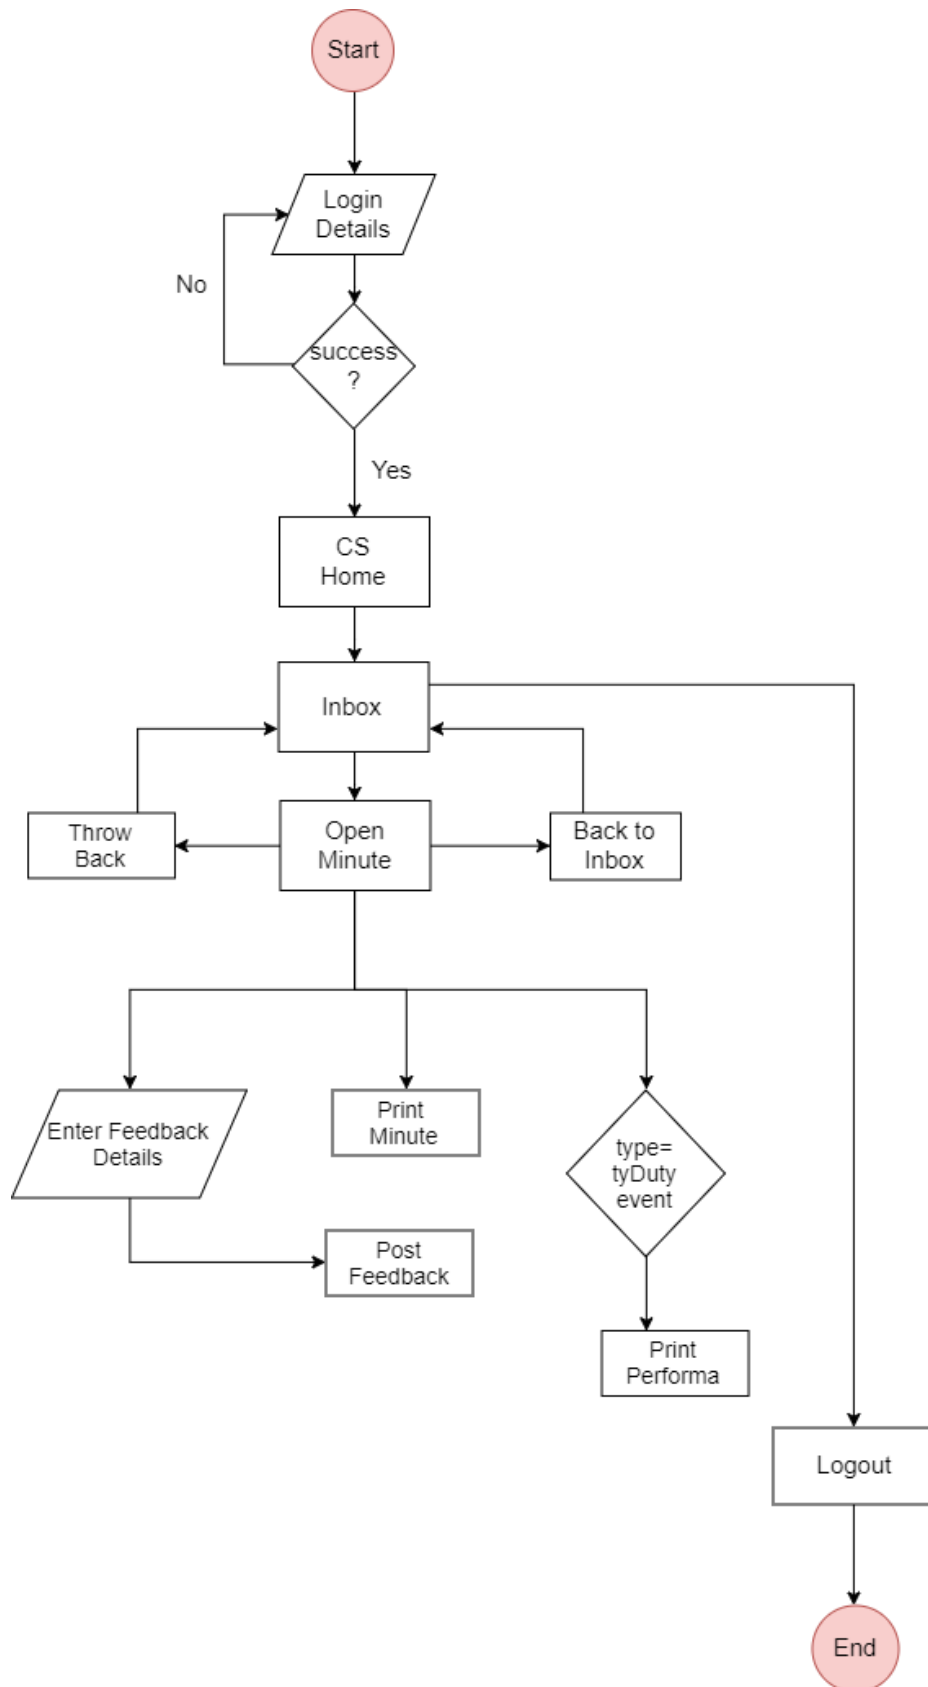 Start
Login
Details
No
success
?
Yes
CS
Home
Inbox
Throw
Back
Open
Minute
Back to
Inbox
Enter Feedback
Details
Print
Minute
type=
tyDuty
event
Post
Feedback
Print
Performa
Logout
End